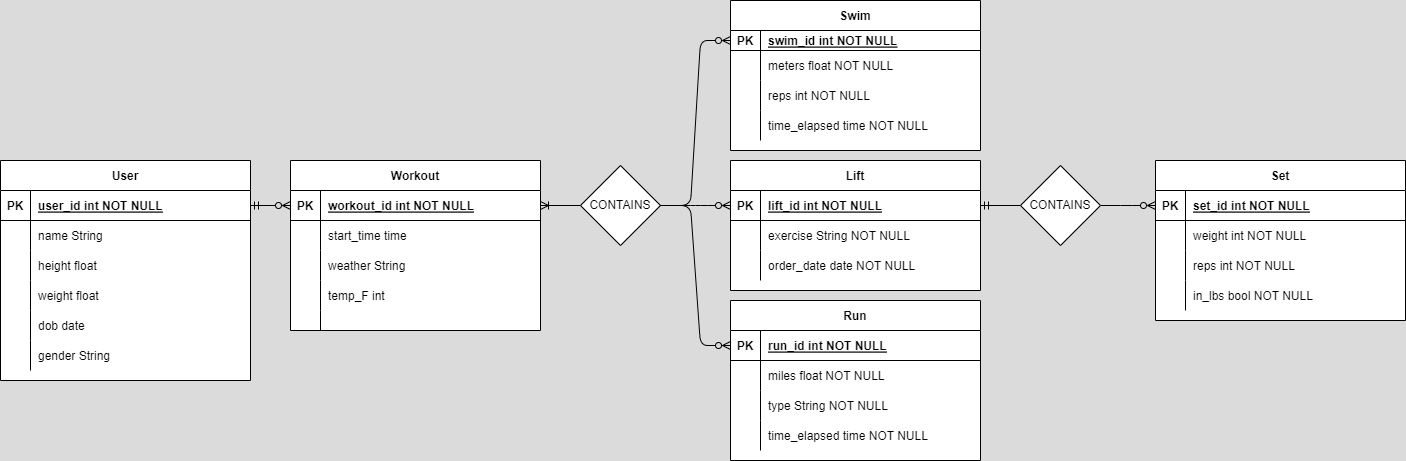 User
PK user_id int NOT NULL
name String
height float
weight float
dob date
gender String
Workout
PK workout_id int NOT NULL
start_time time
weather String
temp_F int
CONTAINS
Swim
PK swim_id int NOT NULL
meters float NOT NULL
reps int NOT NULL
time_elapsed time NOT NULL
Lift
PK lift_id int NOT NULL
exercise String NOT NULL
order_date date NOT NULL
Run
PK run_id int NOT NULL
miles float NOT NULL
type String NOT NULL
time_elapsed time NOT NULL
CONTAINS
Set
PK set_id int NOT NULL
weight int NOT NULL
reps int NOT NULL
in_lbs bool NOT NULL